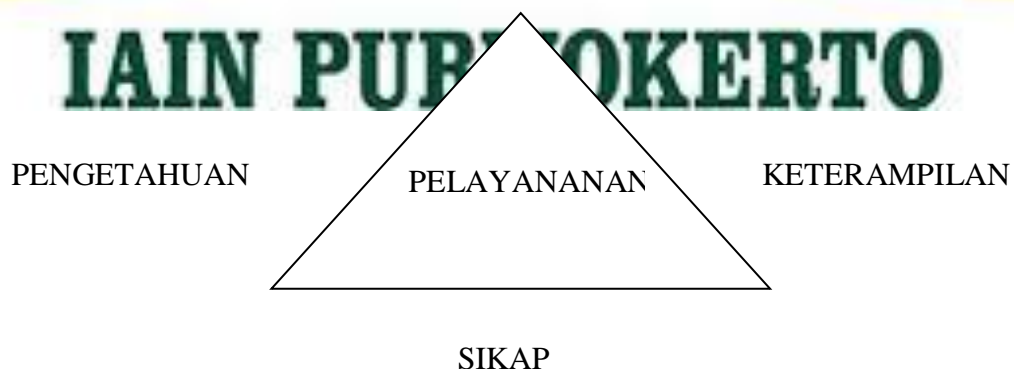 IAIN PURWOKERTO
PENGETAHUAN
PELAYANANAN
KETERAMPILAN
SIKAP